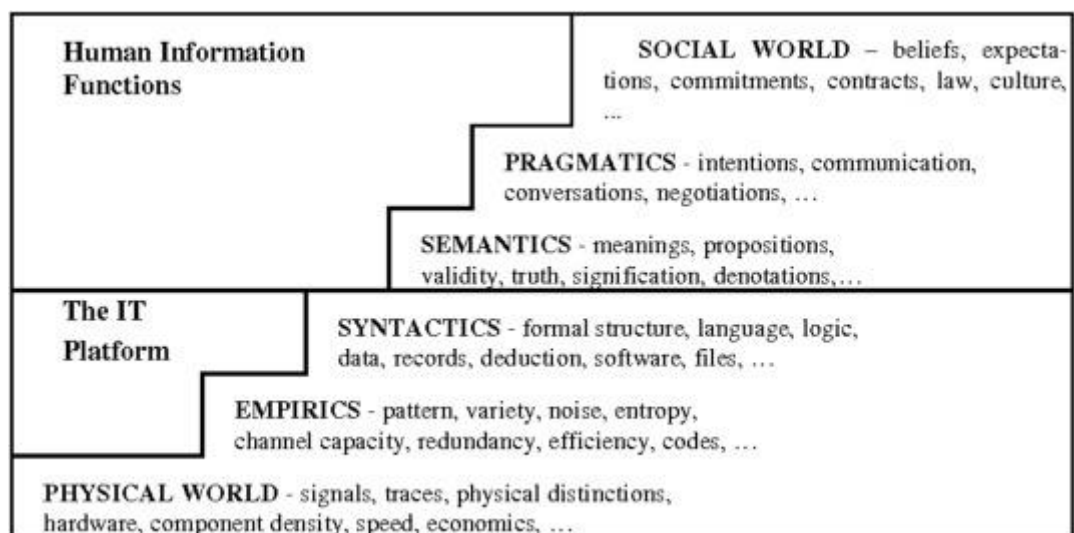 Human Information
Functions
SOCIAL WORLD – beliefs, expecta-
tions, commitments, contracts, law, culture,
...
PRAGMATICS - intentions, communication,
conversations, negotiations, …
SEMANTICS - meanings, propositions,
validity, truth, signification, denotations,…
The IT
Platform
SYNTACTICS - formal structure, language, logic,
data, records, deduction, software, files, …
EMPIRICS - pattern, variety, noise, entropy,
channel capacity, redundancy, efficiency, codes, …
PHYSICAL WORLD - signals, traces, physical distinctions,
hardware, component density, speed, economics, …